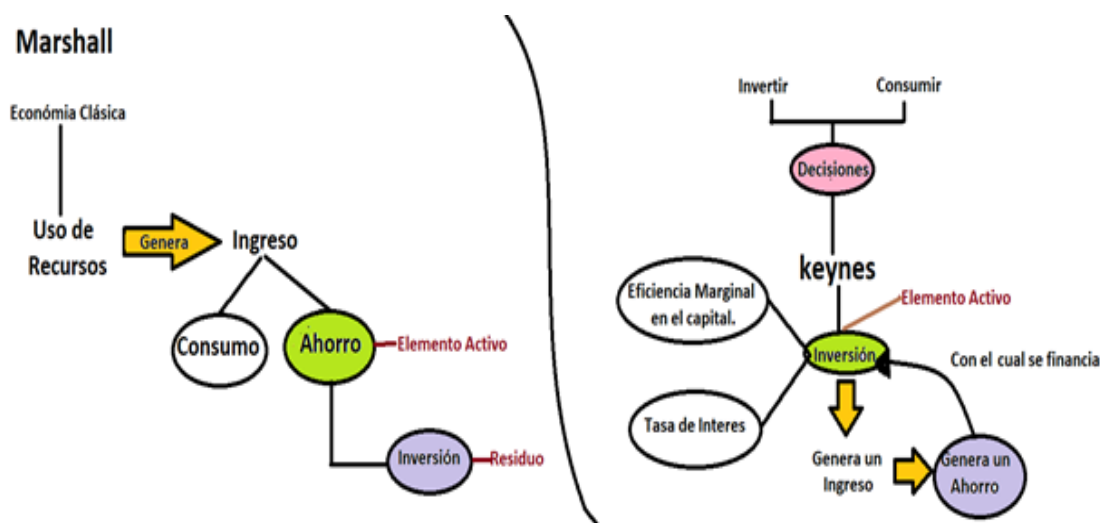 Marshall
Económia Clásica
Uso de
Recursos
Genera
Ingreso
Consumo
Ahorro
Elemento Activo
Inversión
Residuo
Invertir
Consumir
Decisiones
keynes
Eficiencia Marginal
en el capital.
Elemento Activo
Inversión
Con el cual se financia
Tasa de Interes
Genera un
Ingreso
Genera un
Ahorro